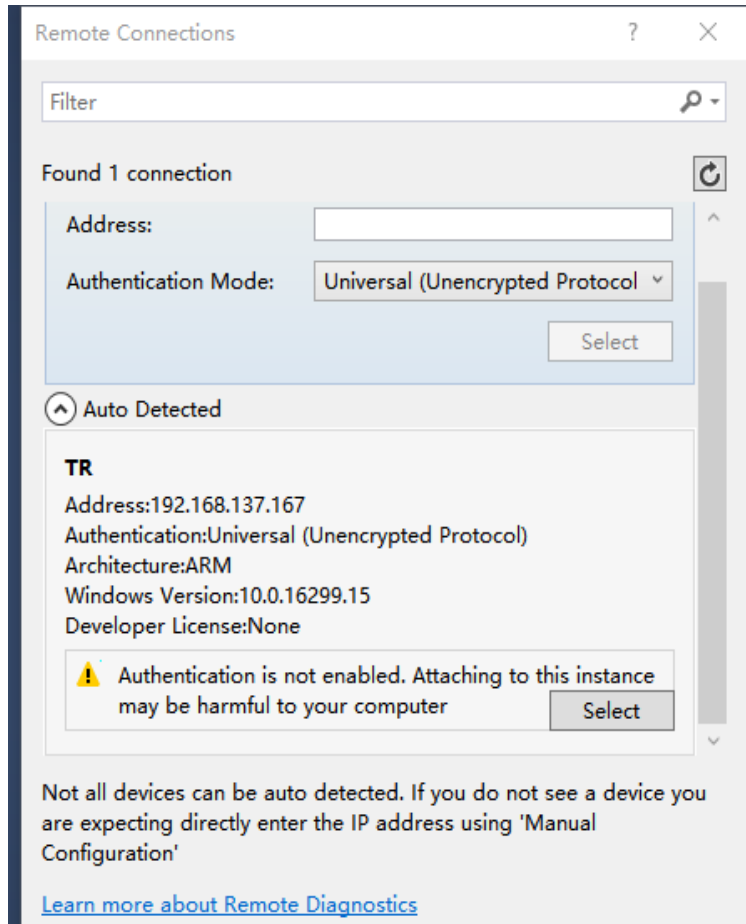 Remote Connections ?
Filter
Found 1 connection
Address:
Authentication Mode: Universal (Unencrypted Protocol
Select
Auto Detected
TR
Address:192.168.137.167
Authentication:Universal (Unencrypted Protocol)
Architecture:ARM
Windows Version:10.0.16299.15
Developer License:None
Authentication is not enabled. Attaching to this instance
may be harmful to your computer
Select
Not all devices can be auto detected. If you do not see a device you
are expecting directly enter the IP address using 'Manual
Configuration'
Learn more about Remote Diagnostics